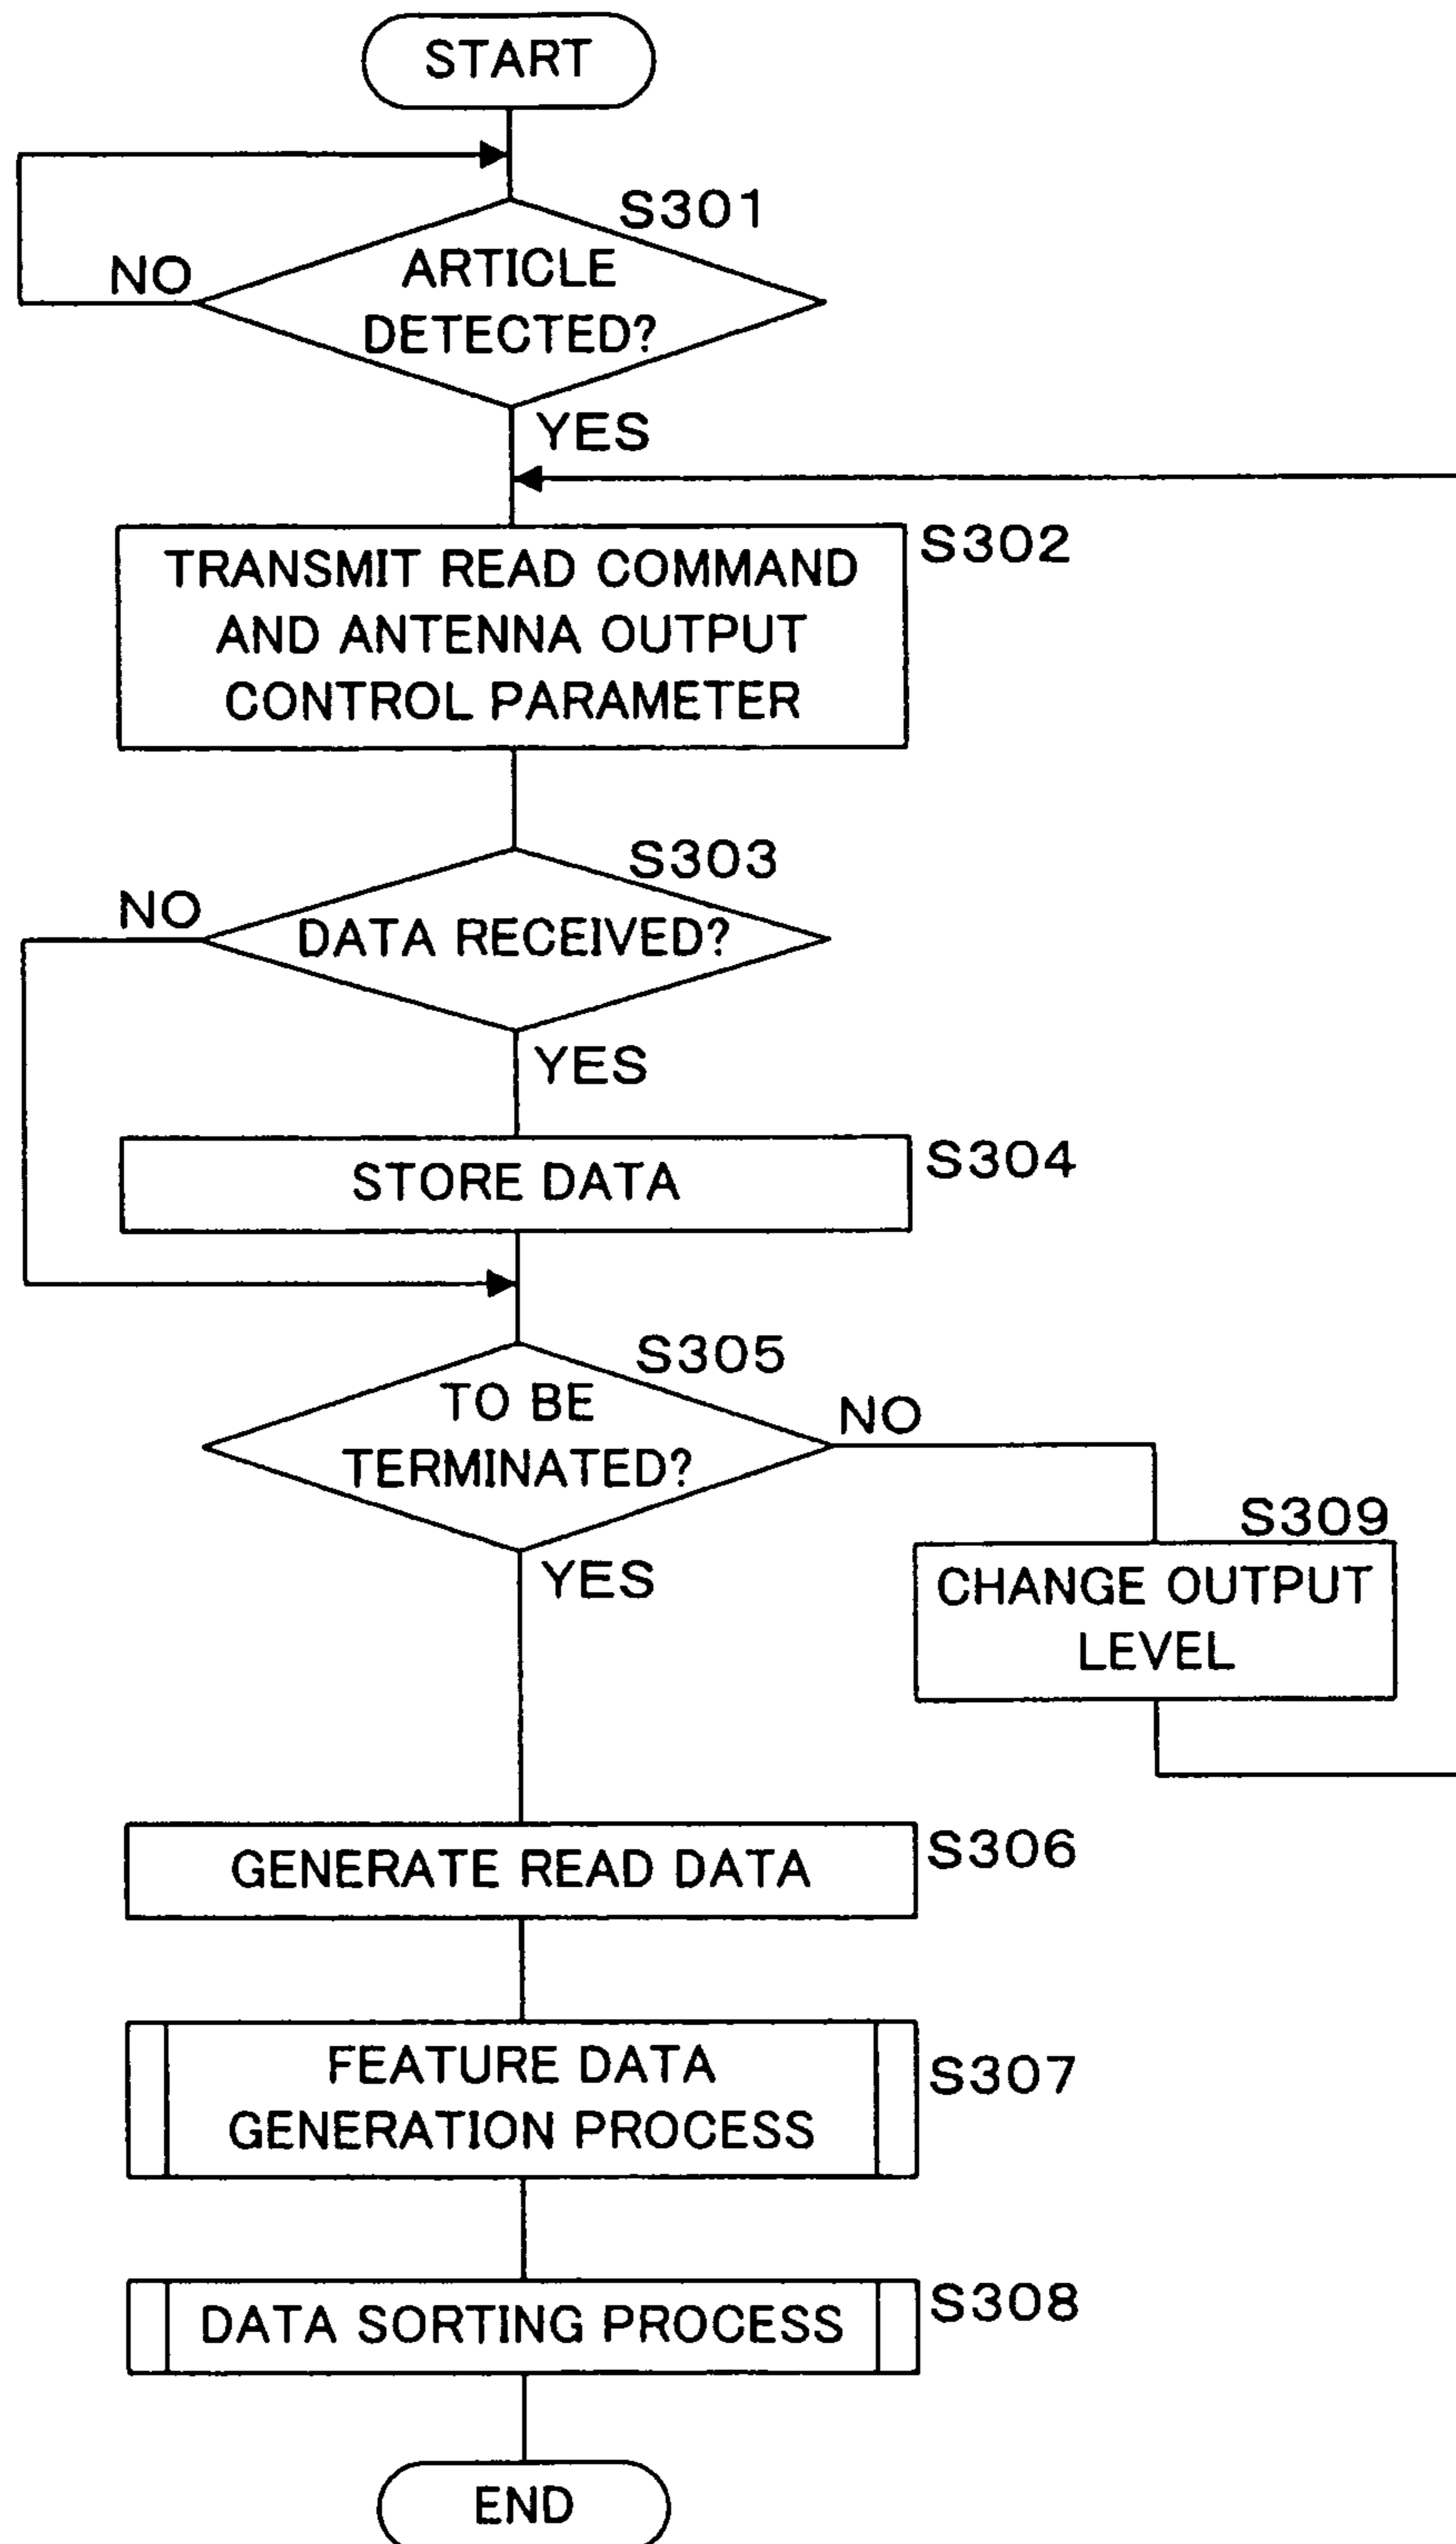 START
S301
NO
ARTICLE
DETECTED?
YES
S302
TRANSMIT READ COMMAND
AND ANTENNA OUTPUT
CONTROL PARAMETER
S303
NO
DATA RECEIVED?
YES
S304
STORE DATA
S305
TO BE
TERMINATED?
NO
YES
S309
CHANGE OUTPUT
LEVEL
S306
GENERATE READ DATA
FEATURE DATA
GENERATION PROCESS
S307
DATA SORTING PROCESS
S308
END